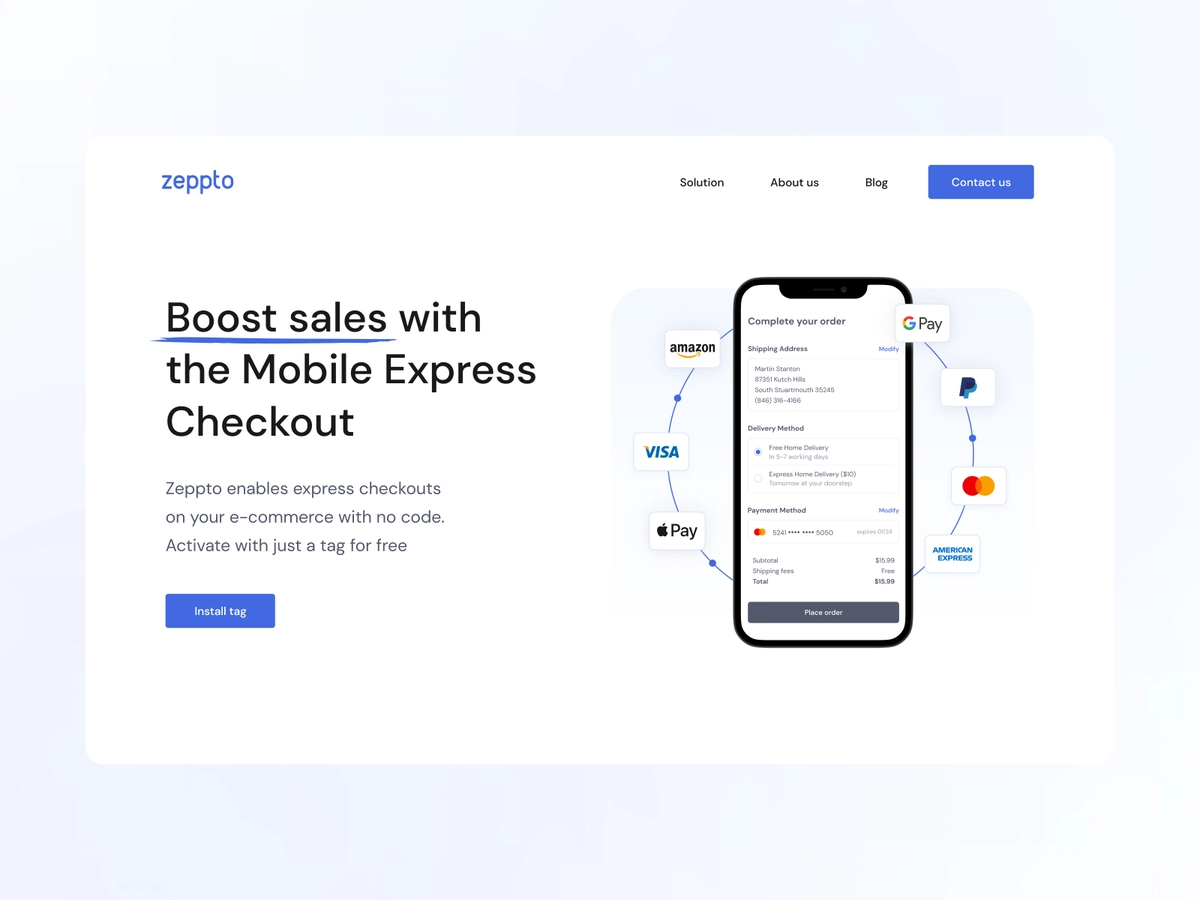 zeppto
Solution
About us
Blog
Contact us
Boost sales with
the Mobile Express
Checkout
Zeppto enables express checkouts
on your e-commerce with no code.
Activate with just a tag for free
Install tag
amazon
VISA
Pay
G Pay
AMERICAN
EXPRESS
Complete your order
Shipping Address Modify
Martin Stanton
87351 Kutch Hills
South Stuartmouth 35245
(846) 316-4166
Delivery Method
Free Home Delivery
In 5-7 working days
Express Home Delivery ($10)
Tomorrow at your doorstep
Payment Method Modify
5241 •••• •••• 5050 expires 01/24
Subtotal $15.99
Shipping fees Free
Total $15.99
Place order